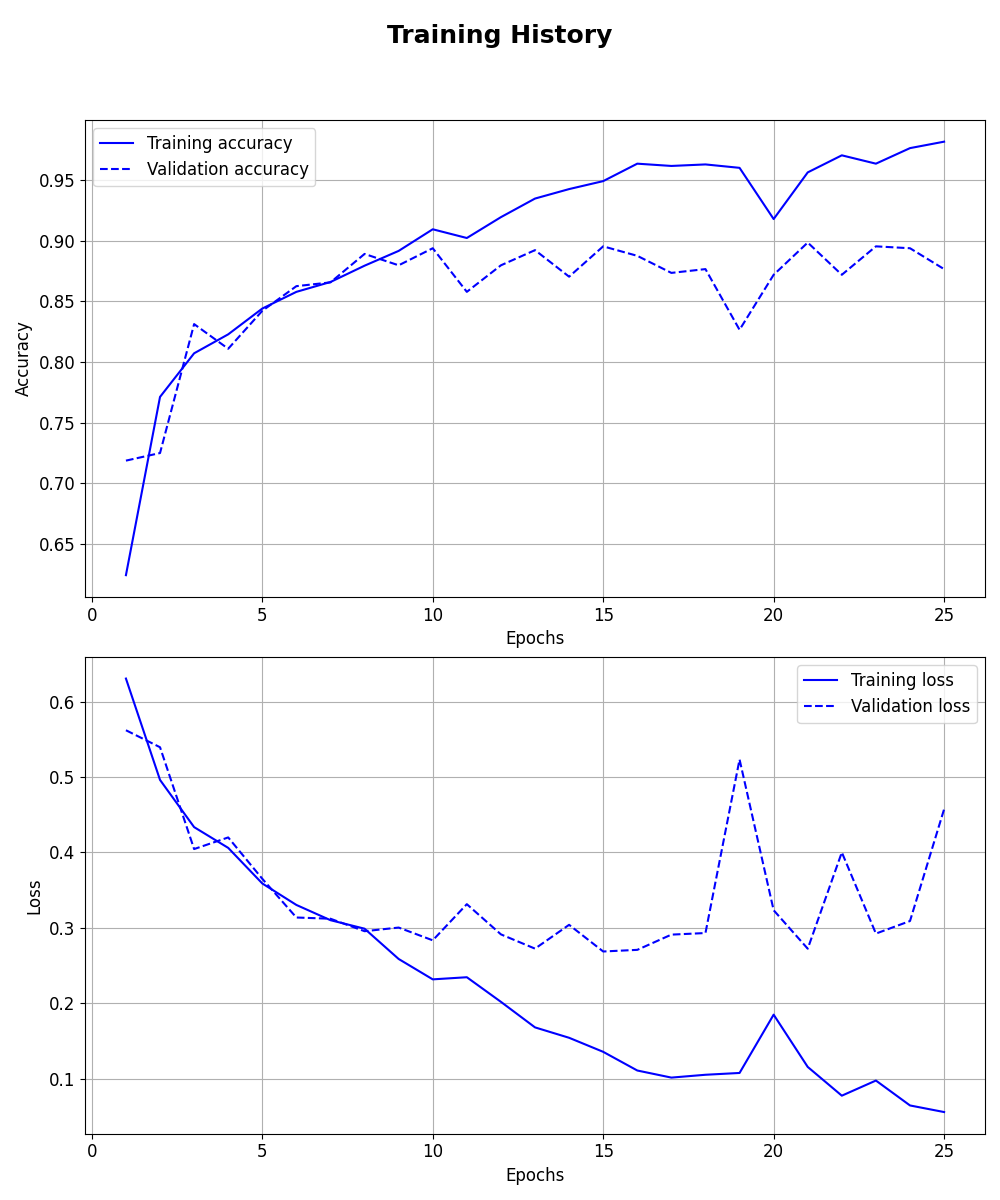 Training History
Training accuracy
Validation accuracy
0.95
0.90
0.85
0.80
0.75
0.70
0.65
Accuracy
0 5 10 15 20 25
Epochs
Training loss
Validation loss
0.6
0.5
0.4
0.3
0.2
0.1
Loss
0 5 10 15 20 25
Epochs